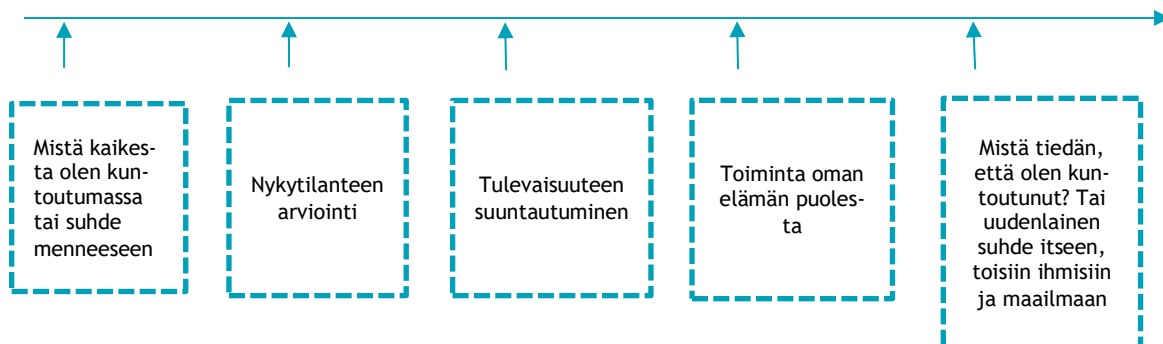 Mistä kaikes-
ta olen kun-
toutumassa
tai suhde
menneeseen
Nykytilanteen
arviointi
Tulevaisuuteen
suuntautuminen
Toiminta oman
elämän puoles-
ta
Mistä tiedän,
että olen kun-
toutunut? Tai
uudenlainen
suhde itseen,
toisiin ihmisiin
ja maailmaan